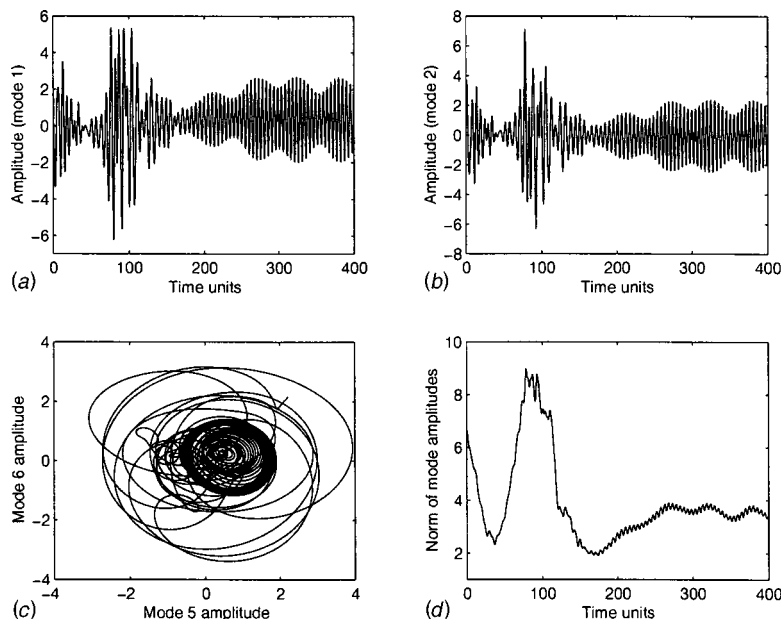 6
4
2
0
−2
−4
−6
Amplitude (mode 1)
0 100 200 300 400
Time units
(a)
8
6
4
2
0
−2
−4
−6
−8
Amplitude (mode 2)
0 100 200 300 400
Time units
(b)
4
2
0
−2
−4
Mode 6 amplitude
−4 −2 0 2 4
Mode 5 amplitude
(c)
10
8
6
4
2
Norm of mode amplitudes
0 100 200 300 400
Time units
(d)